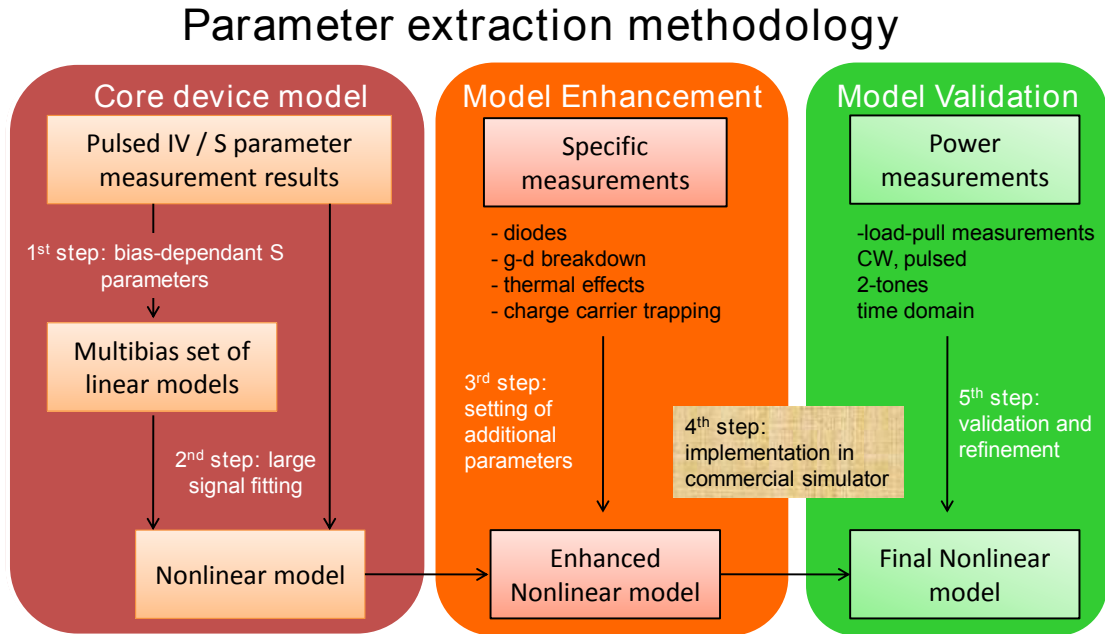 Parameter extraction methodology
Core device model
Pulsed IV / S parameter
measurement results
1st step: bias-dependant S
parameters
Multibias set of
linear models
2nd step: large
signal fitting
Nonlinear model
Model Enhancement
Specific
measurements
- diodes
- g-d breakdown
- thermal effects
- charge carrier trapping
3rd step:
setting of
additional
parameters
Enhanced
Nonlinear model
4th step:
implementation in
commercial simulator
Model Validation
Power
measurements
-load-pull measurements
CW, pulsed
2-tones
time domain
5th step:
validation and
refinement
Final Nonlinear
model